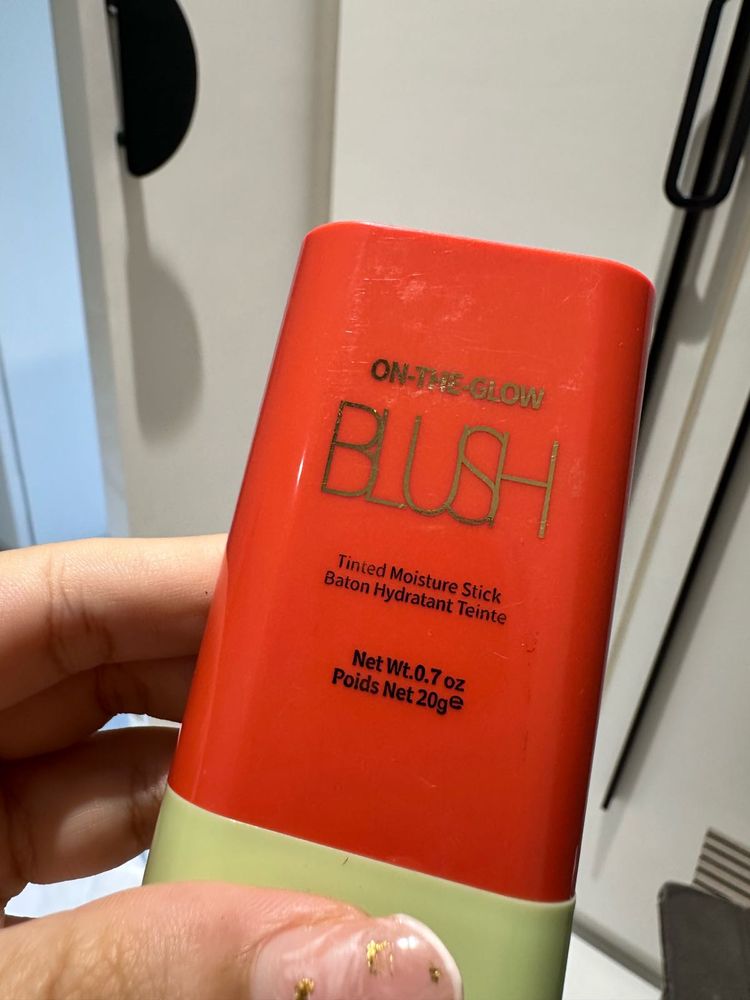 ON-THE-GLOW
BLUSH
Tinted Moisture Stick
Baton Hydratant Teinte
Net Wt.0.7 oz
Poids Net 20g℮